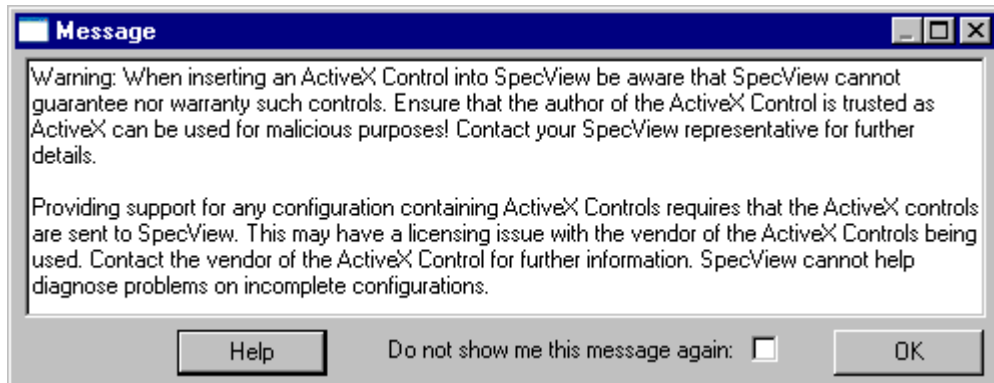 Message
Warning: When inserting an ActiveX Control into SpecView be aware that SpecView cannot
guarantee nor warranty such controls. Ensure that the author of the ActiveX Control is trusted as
ActiveX can be used for malicious purposes! Contact your SpecView representative for further
details.
Providing support for any configuration containing ActiveX Controls requires that the ActiveX controls
are sent to SpecView. This may have a licensing issue with the vendor of the ActiveX Controls being
used. Contact the vendor of the ActiveX Control for further information. SpecView cannot help
diagnose problems on incomplete configurations.
Help Do not show me this message again: OK